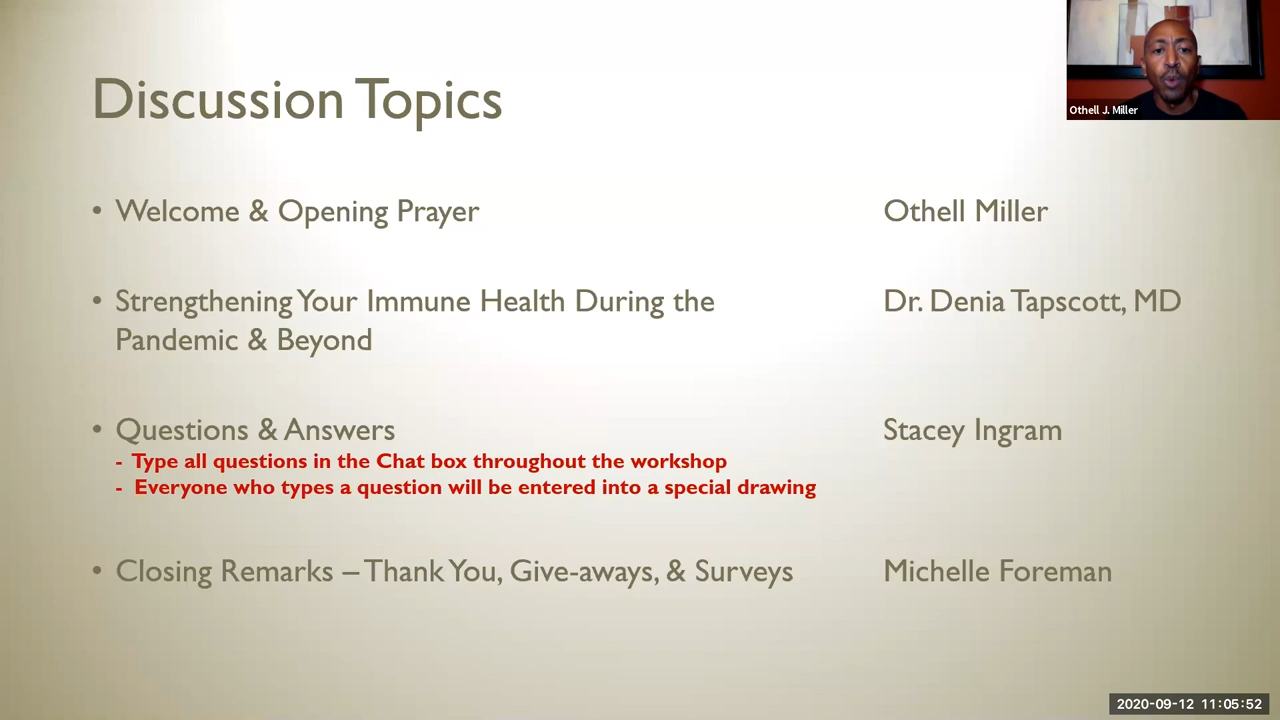 Discussion Topics
Othell J. Miller
• Welcome & Opening Prayer Othell Miller
• Strengthening Your Immune Health During the Dr. Denia Tapscott, MD
Pandemic & Beyond
• Questions & Answers Stacey Ingram
- Type all questions in the Chat box throughout the workshop
- Everyone who types a question will be entered into a special drawing
• Closing Remarks – Thank You, Give-aways, & Surveys Michelle Foreman
2020-09-12 11:05:52